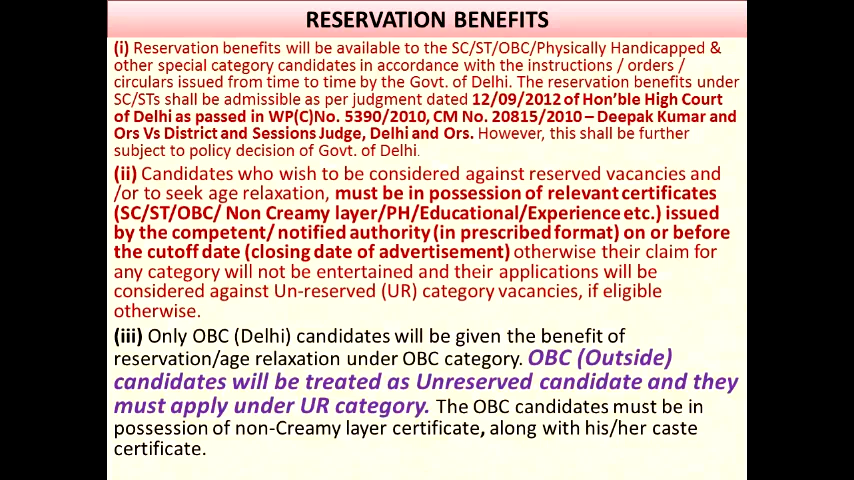 RESERVATION BENEFITS
(i) Reservation benefits will be available to the SC/ST/OBC/Physically Handicapped &
other special category candidates in accordance with the instructions / orders /
circulars issued from time to time by the Govt. of Delhi. The reservation benefits under
SC/STs shall be admissible as per judgment dated 12/09/2012 of Hon'ble High Court
of Delhi as passed in WP(C)No. 5390/2010, CM No. 20815/2010 – Deepak Kumar and
Ors Vs District and Sessions Judge, Delhi and Ors. However, this shall be further
subject to policy decision of Govt. of Delhi.
(ii) Candidates who wish to be considered against reserved vacancies and
/or to seek age relaxation, must be in possession of relevant certificates
(SC/ST/OBC/ Non Creamy layer/PH/Educational/Experience etc.) issued
by the competent/ notified authority (in prescribed format) on or before
the cutoff date (closing date of advertisement) otherwise their claim for
any category will not be entertained and their applications will be
considered against Un-reserved (UR) category vacancies, if eligible
otherwise.
(iii) Only OBC (Delhi) candidates will be given the benefit of
reservation/age relaxation under OBC category. OBC (Outside)
candidates will be treated as Unreserved candidate and they
must apply under UR category. The OBC candidates must be in
possession of non-Creamy layer certificate, along with his/her caste
certificate.